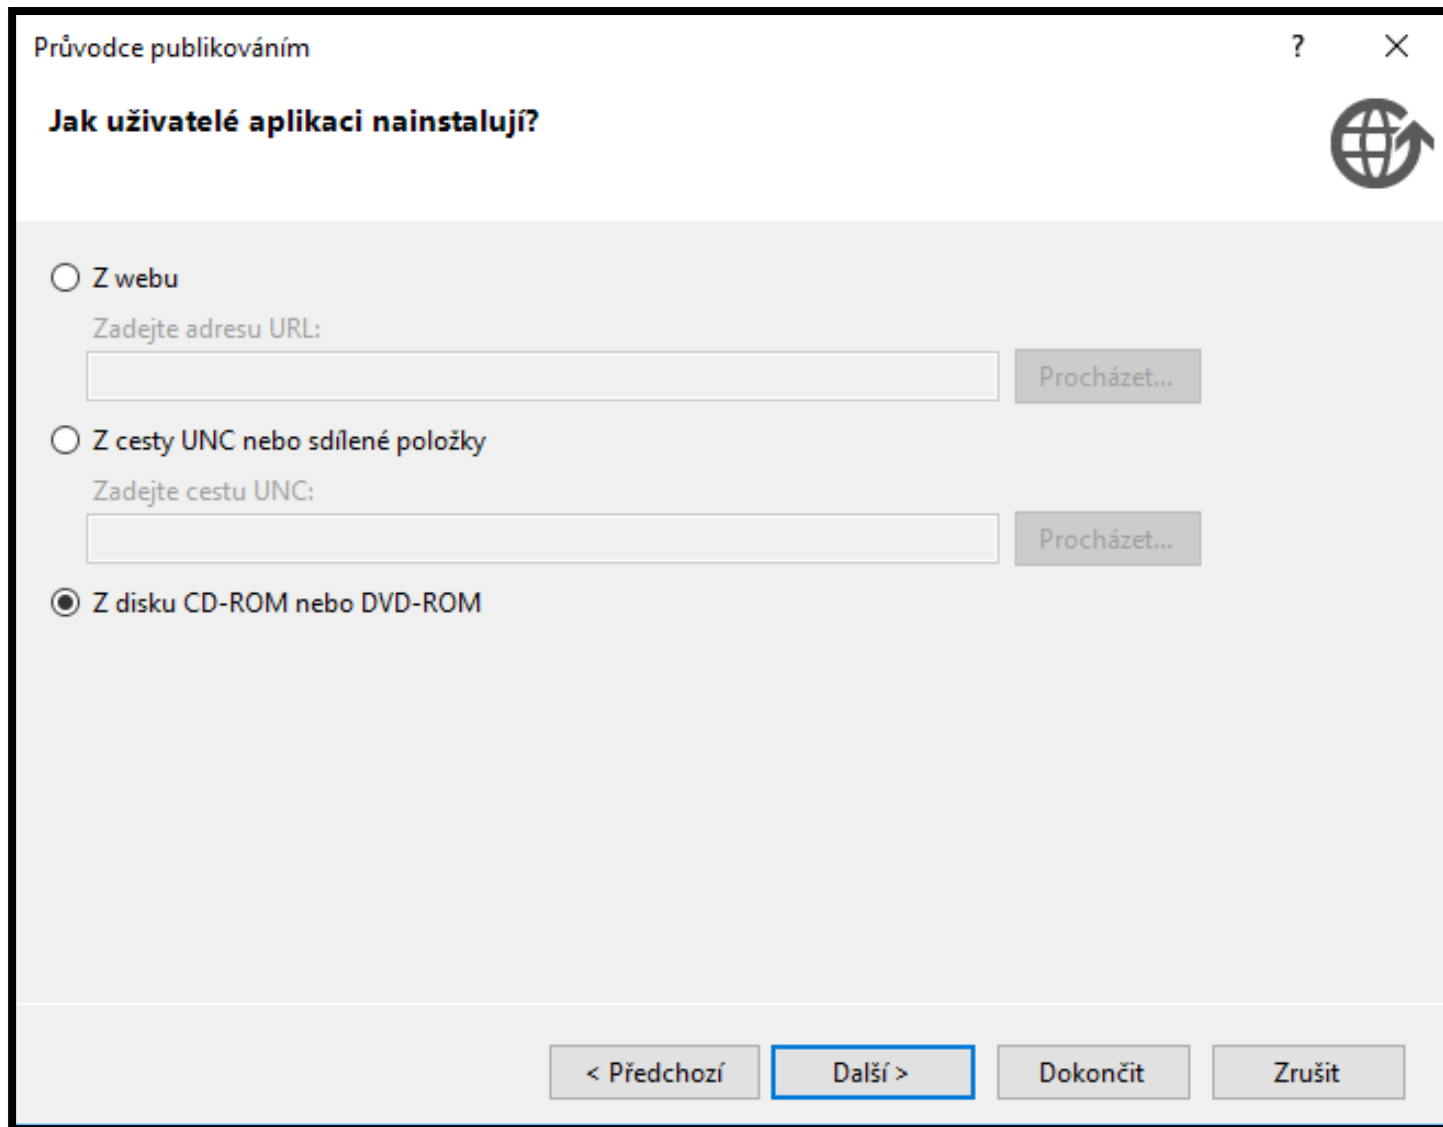 Průvodce publikováním ?
Jak uživatelé aplikaci nainstalují?
Z webu
Zadejte adresu URL:
Procházet...
Z cesty UNC nebo sdílené položky
Zadejte cestu UNC:
Procházet...
Z disku CD-ROM nebo DVD-ROM
< Předchozí Další > Dokončit Zrušit